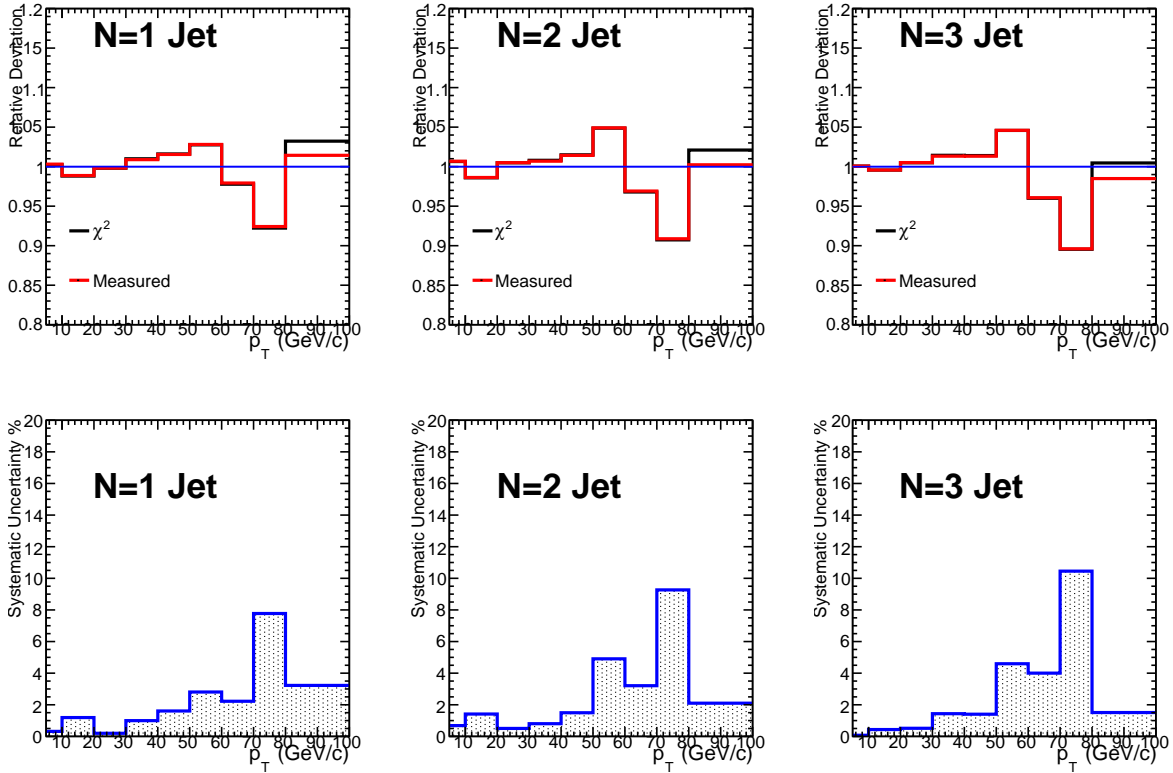 N=1 Jet
Relative Deviation
1.2
1.15
1.1
1.05
1
0.95
0.9
0.85
0.8
χ²
Measured
10 20 30 40 50 60 70 80 90 100
p_T (GeV/c)
N=2 Jet
Relative Deviation
1.2
1.15
1.1
1.05
1
0.95
0.9
0.85
0.8
χ²
Measured
10 20 30 40 50 60 70 80 90 100
p_T (GeV/c)
N=3 Jet
Relative Deviation
1.2
1.15
1.1
1.05
1
0.95
0.9
0.85
0.8
χ²
Measured
10 20 30 40 50 60 70 80 90 100
p_T (GeV/c)
N=1 Jet
Systematic Uncertainty %
20
18
16
14
12
10
8
6
4
2
0
10 20 30 40 50 60 70 80 90 100
p_T (GeV/c)
N=2 Jet
Systematic Uncertainty %
20
18
16
14
12
10
8
6
4
2
0
10 20 30 40 50 60 70 80 90 100
p_T (GeV/c)
N=3 Jet
Systematic Uncertainty %
20
18
16
14
12
10
8
6
4
2
0
10 20 30 40 50 60 70 80 90 100
p_T (GeV/c)